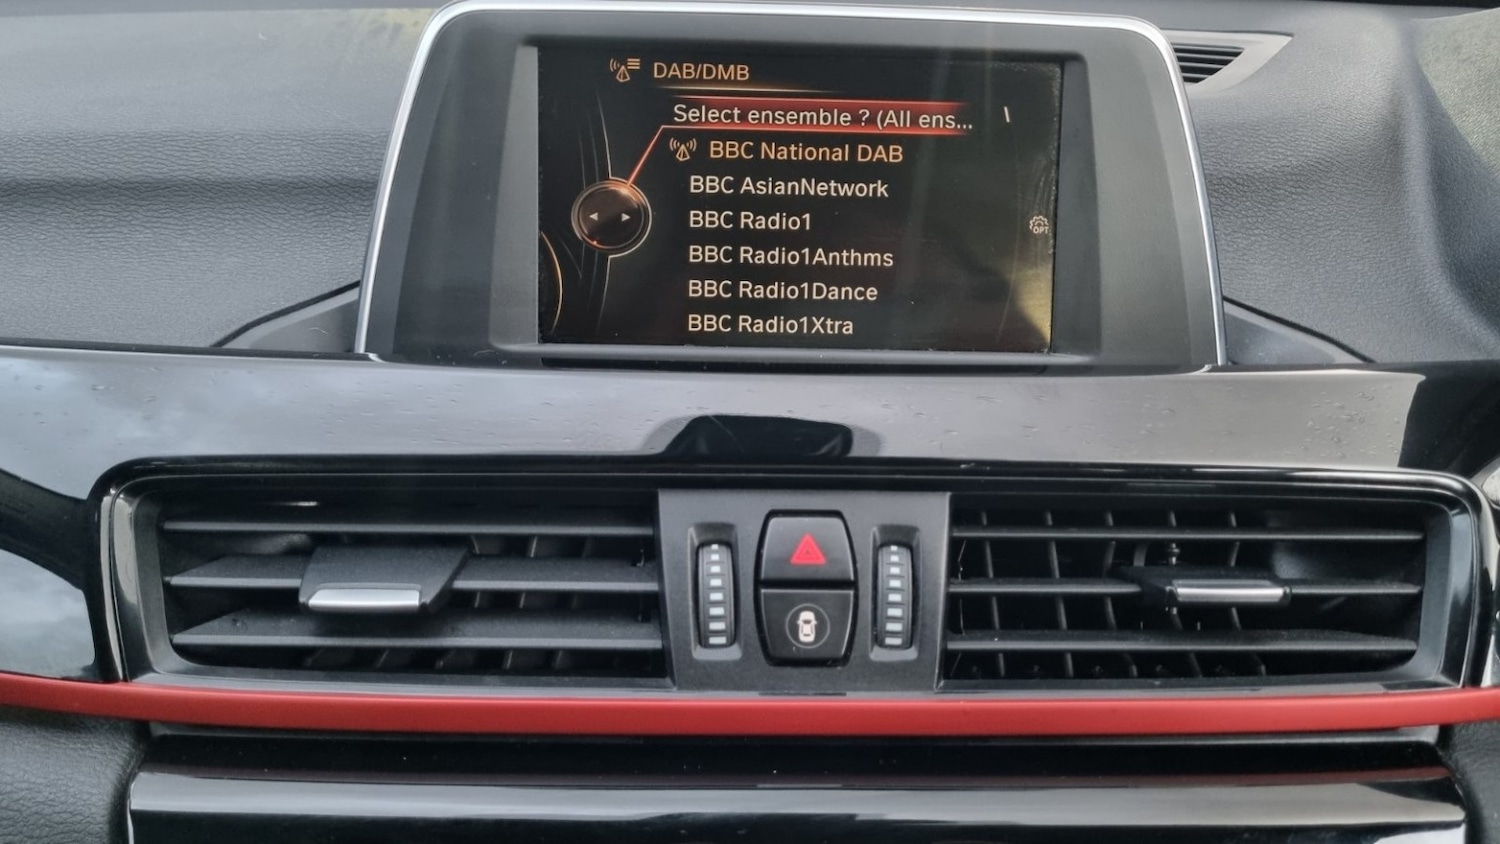 DAB/DMB
Select ensemble ? (All ens...
BBC National DAB
BBC AsianNetwork
BBC Radio1
OPT
BBC Radio1Anthms
BBC Radio1Dance
BBC Radio1Xtra